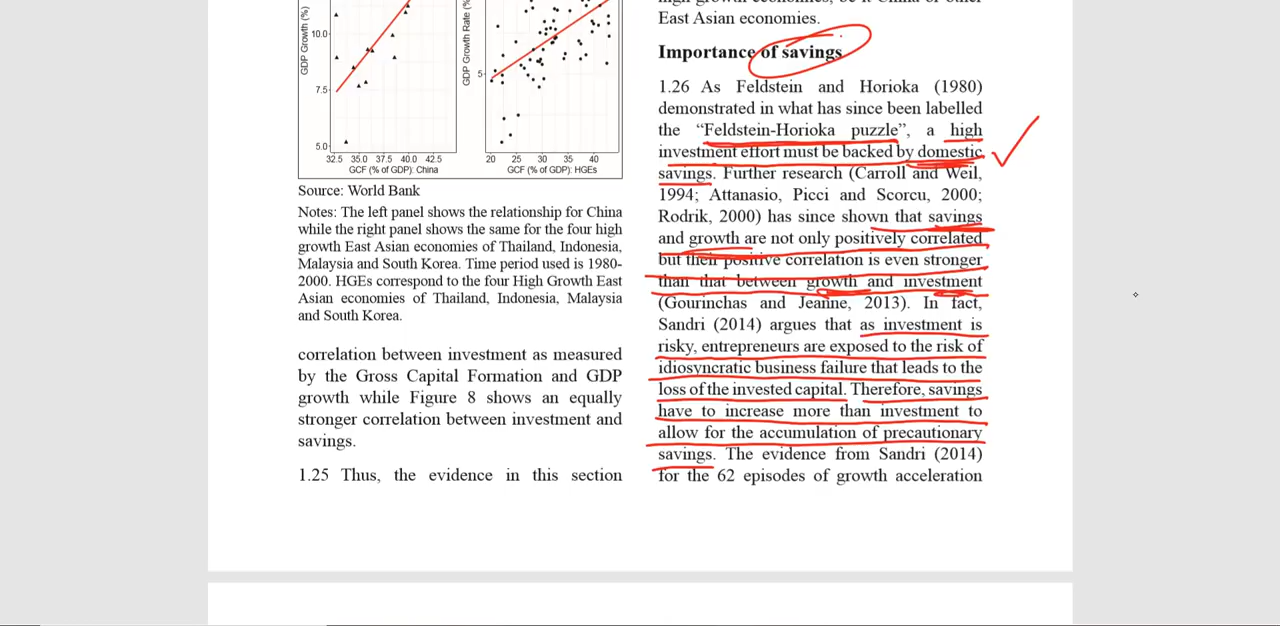 GDP Growth (%)
10.0
7.5
5.0
32.5 35.0 37.5 40.0 42.5
GCF (% of GDP): China
GDP Growth Rate (%
5
20 25 30 35 40
GCF (% of GDP): HGEs
Source: World Bank
Notes: The left panel shows the relationship for China
while the right panel shows the same for the four high
growth East Asian economies of Thailand, Indonesia,
Malaysia and South Korea. Time period used is 1980-
2000. HGEs correspond to the four High Growth East
Asian economies of Thailand, Indonesia, Malaysia
and South Korea.
correlation between investment as measured
by the Gross Capital Formation and GDP
growth while Figure 8 shows an equally
stronger correlation between investment and
savings.
1.25 Thus, the evidence in this section
East Asian economies.
Importance of savings
1.26 As Feldstein and Horioka (1980)
demonstrated in what has since been labelled
the “Feldstein-Horioka puzzle”, a high
investment effort must be backed by domestic
savings. Further research (Carroll and Weil,
1994; Attanasio, Picci and Scorcu, 2000;
Rodrik, 2000) has since shown that savings
and growth are not only positively correlated
but their positive correlation is even stronger
than that between growth and investment
(Gourinchas and Jeanne, 2013). In fact,
Sandri (2014) argues that as investment is
risky, entrepreneurs are exposed to the risk of
idiosyncratic business failure that leads to the
loss of the invested capital. Therefore, savings
have to increase more than investment to
allow for the accumulation of precautionary
savings. The evidence from Sandri (2014)
for the 62 episodes of growth acceleration